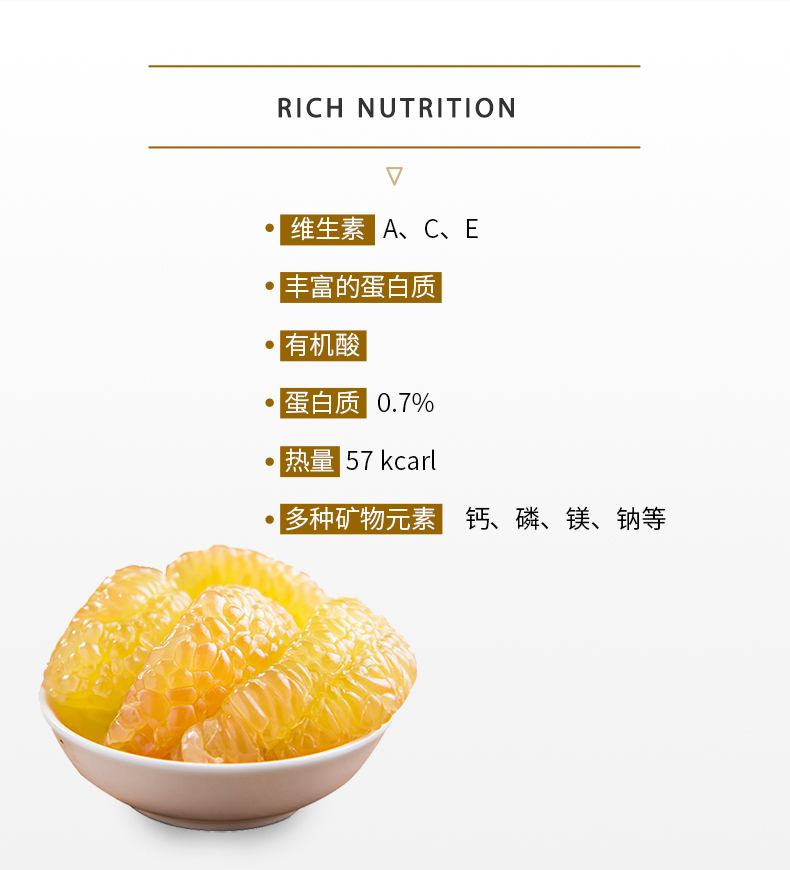 RICH NUTRITION
维生素 A、C、E
丰富的蛋白质
有机酸
蛋白质 0.7%
热量 57 kcarl
多种矿物元素 钙、磷、镁、钠等